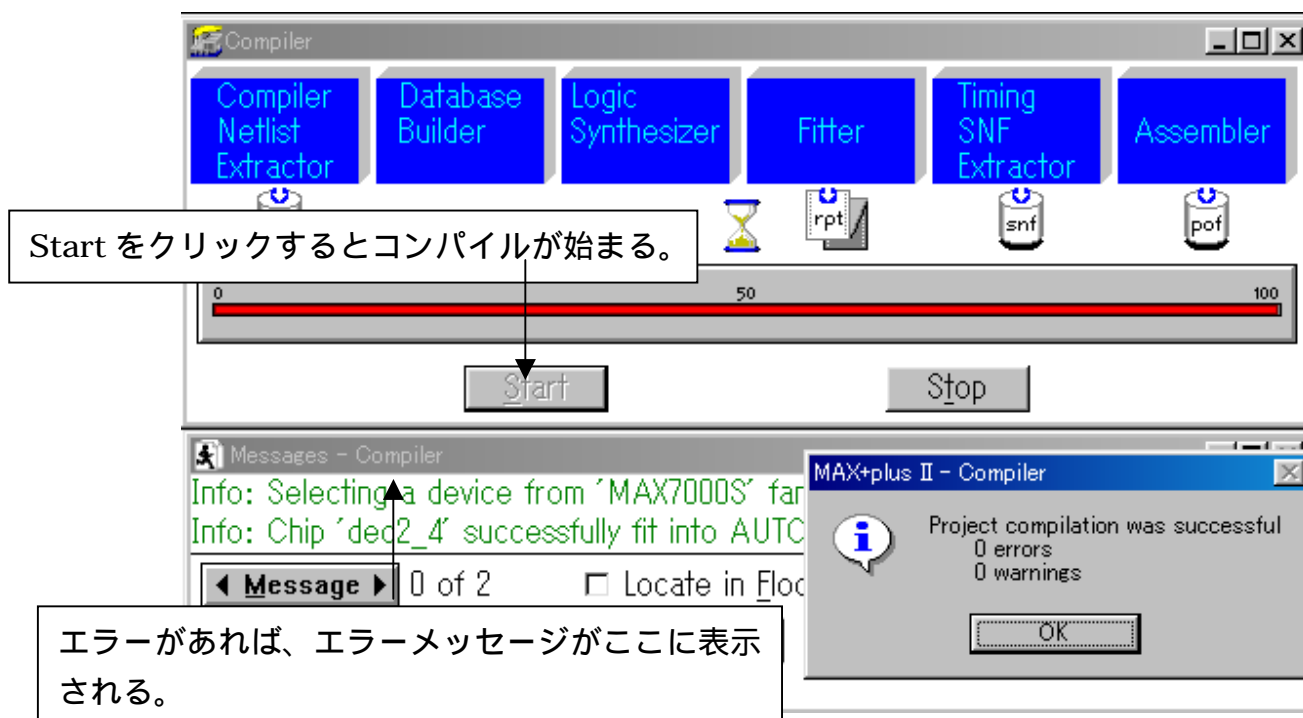 Compiler
Compiler Netlist Extractor
Database Builder
Logic Synthesizer
Fitter
Timing SNF Extractor
Assembler
rpt
snf
pof
Start をクリックするとコンパイルが始まる。
0 50 100
Start Stop
Messages - Compiler
Info: Selecting a device from 'MAX7000S'
Info: Chip 'dec2_4' successfully fit into
Message 0 of 2 Locate in
MAX+plus II - Compiler
Project compilation was successful
0 errors
0 warnings
OK
エラーがあれば、エラーメッセージがここに表示
される。